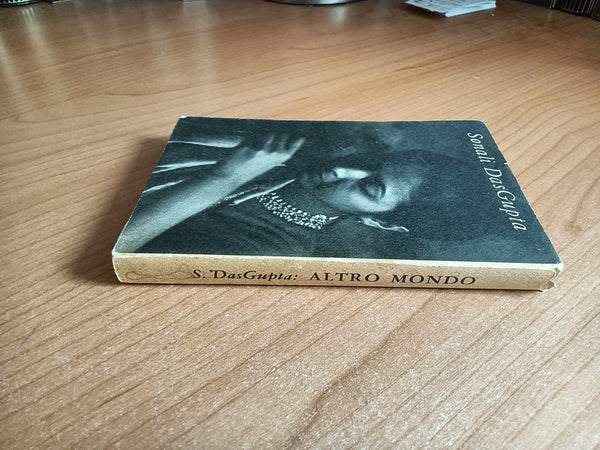 Sonali DasGupta
S. DasGupta: ALTRO MONDO